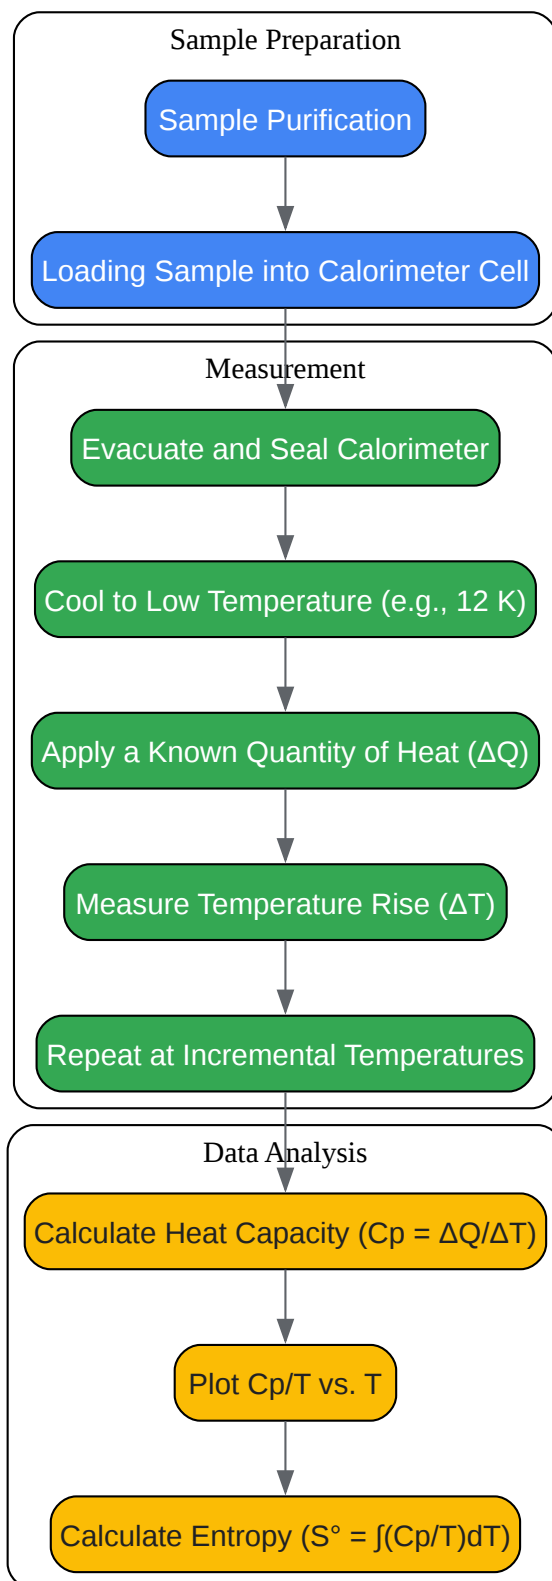 Sample Preparation
Sample Purification
Loading Sample into Calorimeter Cell
Measurement
Evacuate and Seal Calorimeter
Cool to Low Temperature (e.g., 12 K)
Apply a Known Quantity of Heat (ΔQ)
Measure Temperature Rise (ΔT)
Repeat at Incremental Temperatures
Data Analysis
Calculate Heat Capacity (Cp = ΔQ/ΔT)
Plot Cp/T vs. T
Calculate Entropy (S° = ∫(Cp/T)dT)